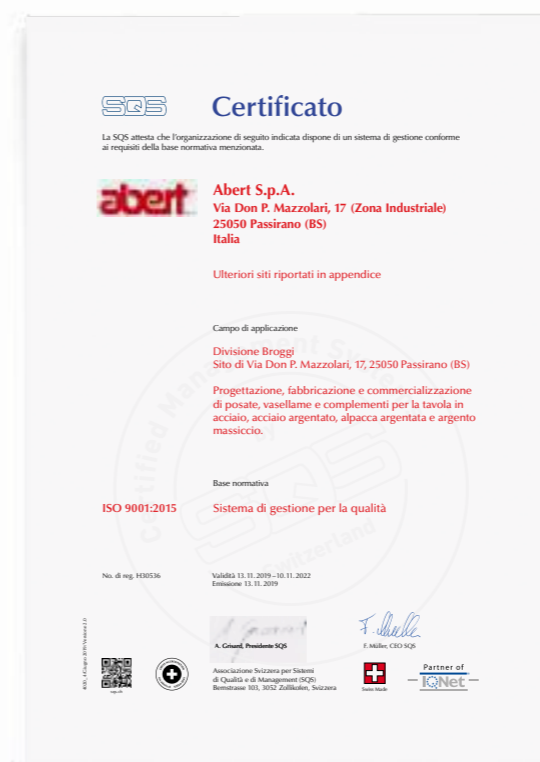 SQS
Certificato
La SQS attesta che l'organizzazione di seguito indicata dispone di un sistema di gestione conforme
ai requisiti della base normativa menzionata.
abert
Abert S.p.A.
Via Don P. Mazzolari, 17 (Zona Industriale)
25050 Passirano (BS)
Italia
Ulteriori siti riportati in appendice
Campo di applicazione
Divisione Broggi
Sito di Via Don P. Mazzolari, 17, 25050 Passirano (BS)
Progettazione, fabbricazione e commercializzazione
di posate, vasellame e complementi per la tavola in
acciaio, acciaio argentato, alpacca argentata e argento
massiccio.
Base normativa
ISO 9001:2015 Sistema di gestione per la qualità
Certified Management System
by
SQS
Switzerland
No. di reg. H30536
Validità 13. 11. 2019 –10. 11. 2022
Emissione 13. 11. 2019
A. Grisard, Presidente SQS
F. Müller, CEO SQS
sqs.ch
Associazione Svizzera per Sistemi
di Qualità e di Management (SQS)
Bernstrasse 103, 3052 Zollikofen, Svizzera
Swiss Made
Partner of
IQNet